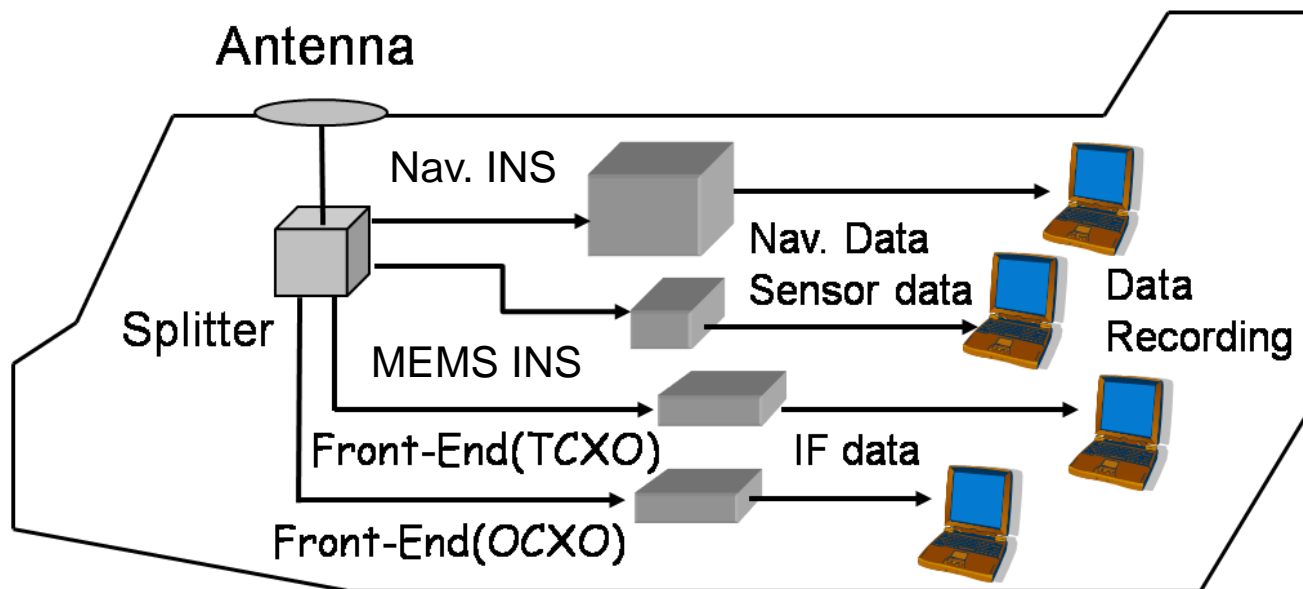 Antenna
Nav. INS
Nav. Data
Sensor data
Data
Recording
Splitter
MEMS INS
Front-End(TCXO)
IF data
Front-End(OCXO)